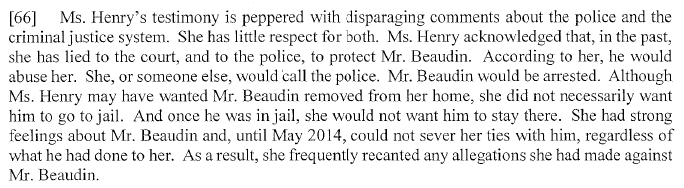 [66] Ms. Henry's testimony is peppered with disparaging comments about the police and the
criminal justice system. She has little respect for both. Ms. Henry acknowledged that, in the past,
she has lied to the court, and to the police, to protect Mr. Beaudin. According to her, he would
abuse her. She, or someone else, would call the police. Mr. Beaudin would be arrested. Although
Ms. Henry may have wanted Mr. Beaudin removed from her home, she did not necessarily want
him to go to jail. And once he was in jail, she would not want him to stay there. She had strong
feelings about Mr. Beaudin and, until May 2014, could not sever her ties with him, regardless of
what he had done to her. As a result, she frequently recanted any allegations she had made against
Mr. Beaudin.